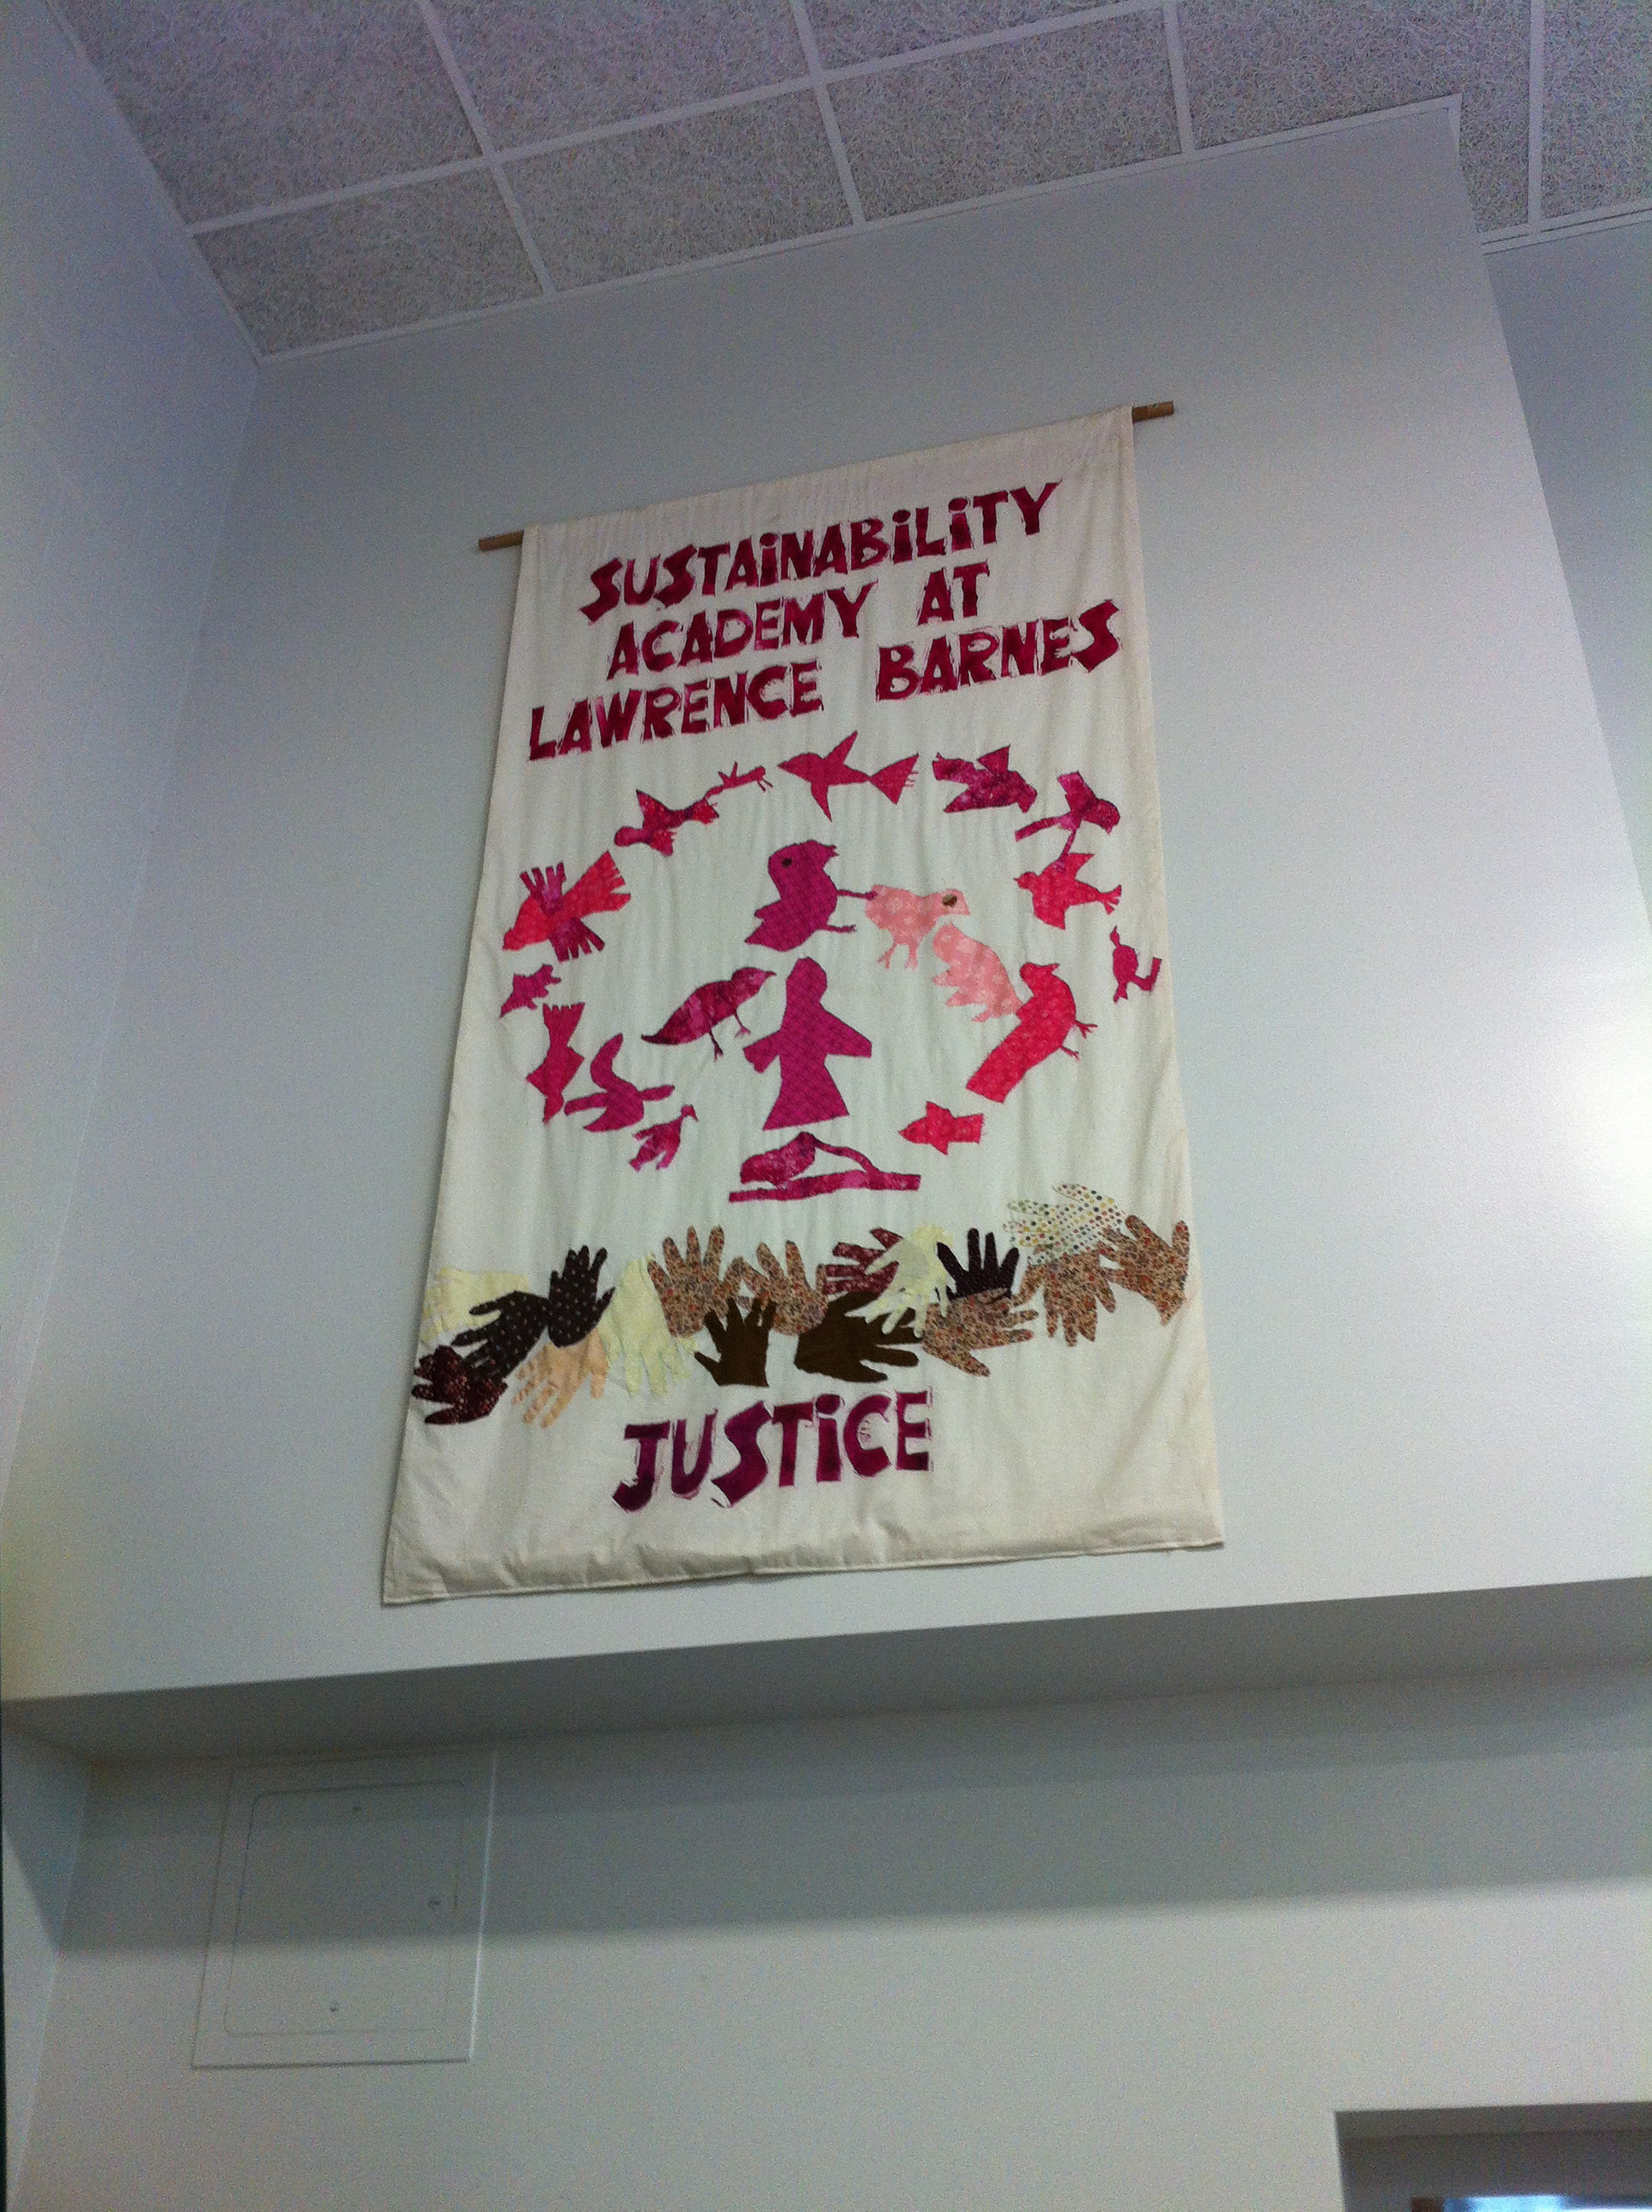 SUSTAiNABiLiTY
ACADEMY AT
LAWRENCE BARNES
JUSTiCE